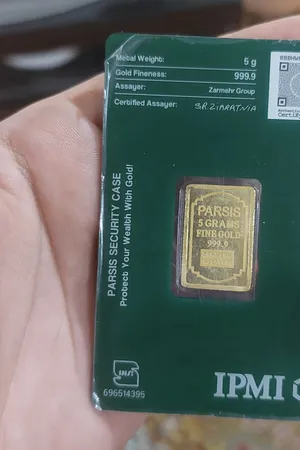 Metal Weight: 5 g
Gold Fineness: 999.9
Assayer: Zarmehr Group
Certified Assayer: S.R.ZIARATNIA
PARSIS SECURITY CASE
Protect Your Wealth With Gold!
PARSIS
5 GRAMS
FINE GOLD
999.9
696514395
IPMI